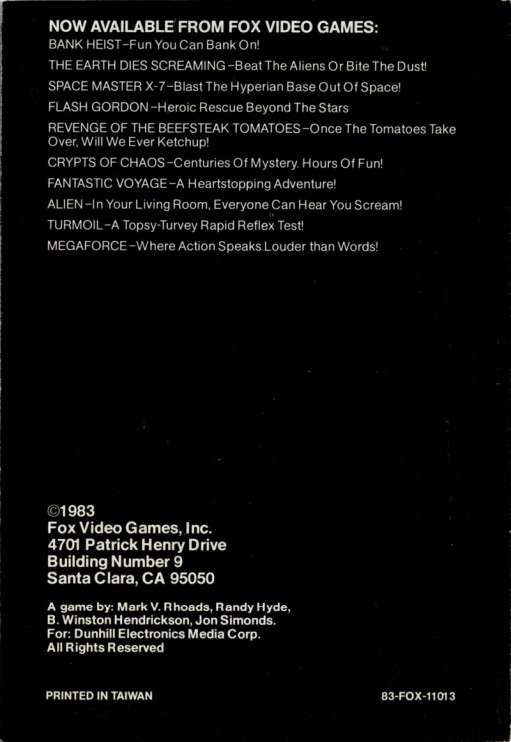 NOW AVAILABLE FROM FOX VIDEO GAMES:
BANK HEIST–Fun You Can Bank On!
THE EARTH DIES SCREAMING–Beat The Aliens Or Bite The Dust!
SPACE MASTER X-7–Blast The Hyperian Base Out Of Space!
FLASH GORDON–Heroic Rescue Beyond The Stars
REVENGE OF THE BEEFSTEAK TOMATOES–Once The Tomatoes Take
Over, Will We Ever Ketchup!
CRYPTS OF CHAOS–Centuries Of Mystery. Hours Of Fun!
FANTASTIC VOYAGE–A Heartstopping Adventure!
ALIEN–In Your Living Room, Everyone Can Hear You Scream!
TURMOIL–A Topsy-Turvey Rapid Reflex Test!
MEGAFORCE–Where Action Speaks Louder than Words!
©1983
Fox Video Games, Inc.
4701 Patrick Henry Drive
Building Number 9
Santa Clara, CA 95050
A game by: Mark V. Rhoads, Randy Hyde,
B. Winston Hendrickson, Jon Simonds.
For: Dunhill Electronics Media Corp.
All Rights Reserved
PRINTED IN TAIWAN
83-FOX-11013